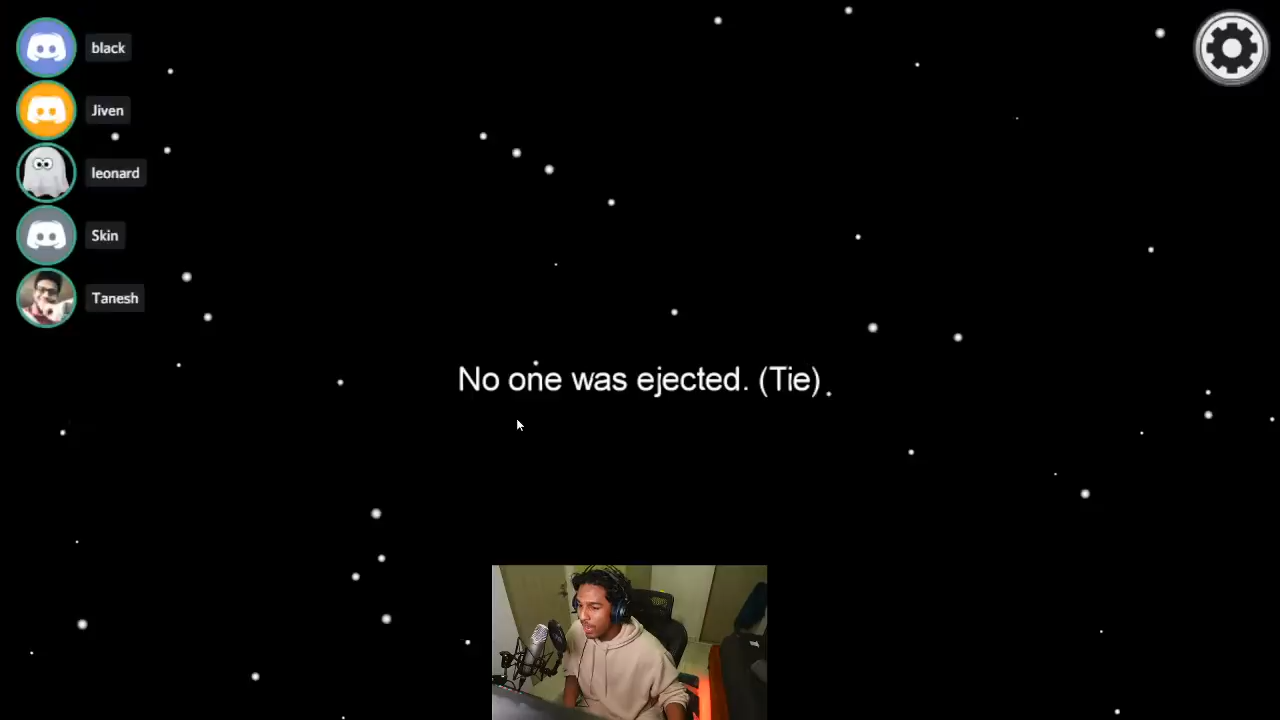 black
Jiven
leonard
Skin
Tanesh
No one was ejected. (Tie)